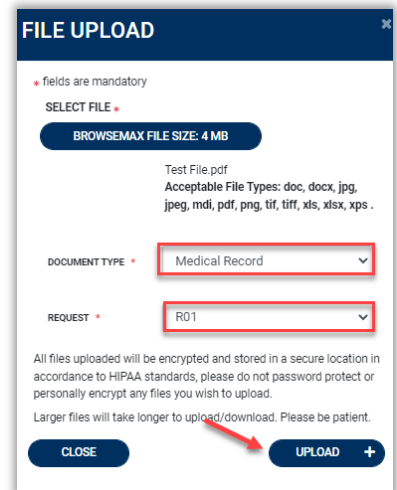 FILE UPLOAD ×
* fields are mandatory
SELECT FILE *
BROWSEMAX FILE SIZE: 4 MB
Test File.pdf
Acceptable File Types: doc, docx, jpg,
jpeg, mdi, pdf, png, tif, tiff, xls, xlsx, xps .
DOCUMENT TYPE * Medical Record
REQUEST * R01
All files uploaded will be encrypted and stored in a secure location in
accordance to HIPAA standards, please do not password protect or
personally encrypt any files you wish to upload.
Larger files will take longer to upload/download. Please be patient.
CLOSE UPLOAD +